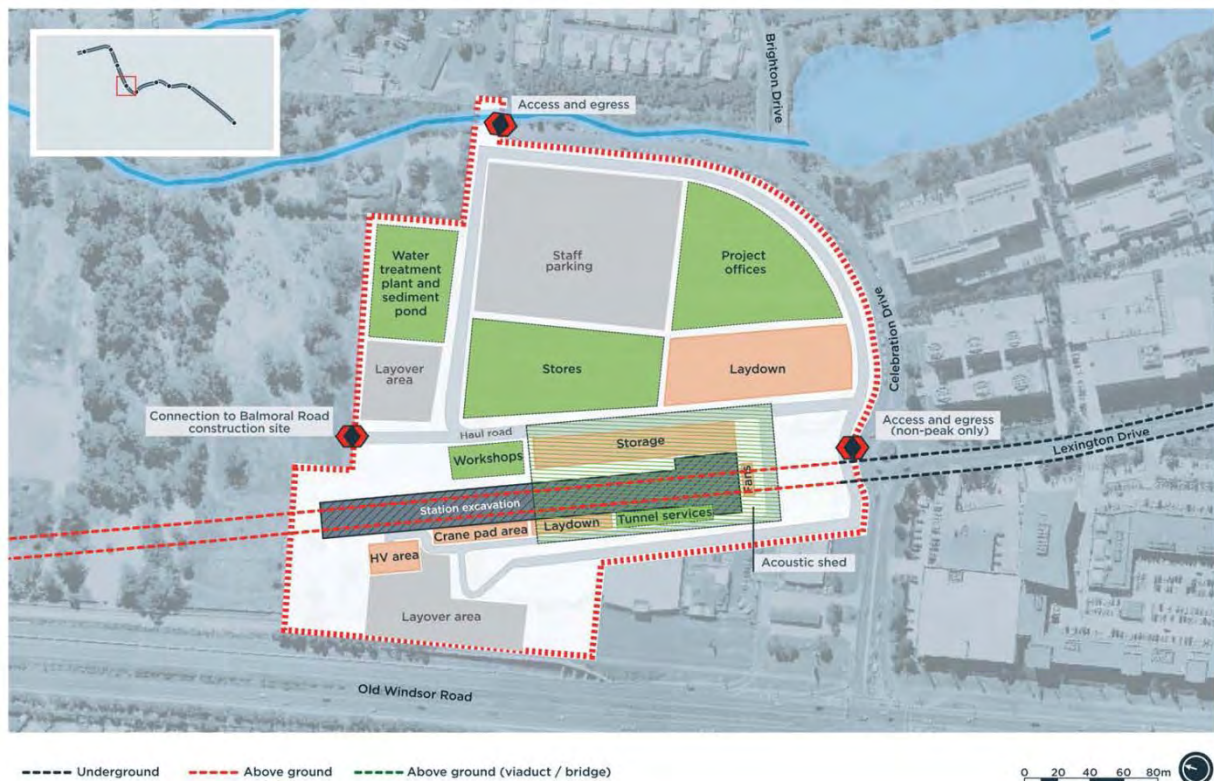 Access and egress
Brighton Drive
Water
treatment
plant and
sediment
pond
Staff
parking
Project
offices
Layover
area
Stores
Laydown
Celebration Drive
Connection to Balmoral Road
construction site
Haul road
Workshops
Storage
Access and egress
(non-peak only)
Lexington Drive
Station excavation
Fans
Crane pad area
Laydown
Tunnel services
HV area
Acoustic shed
Layover area
Old Windsor Road
Underground
Above ground
Above ground (viaduct / bridge)
0 20 40 60 80m